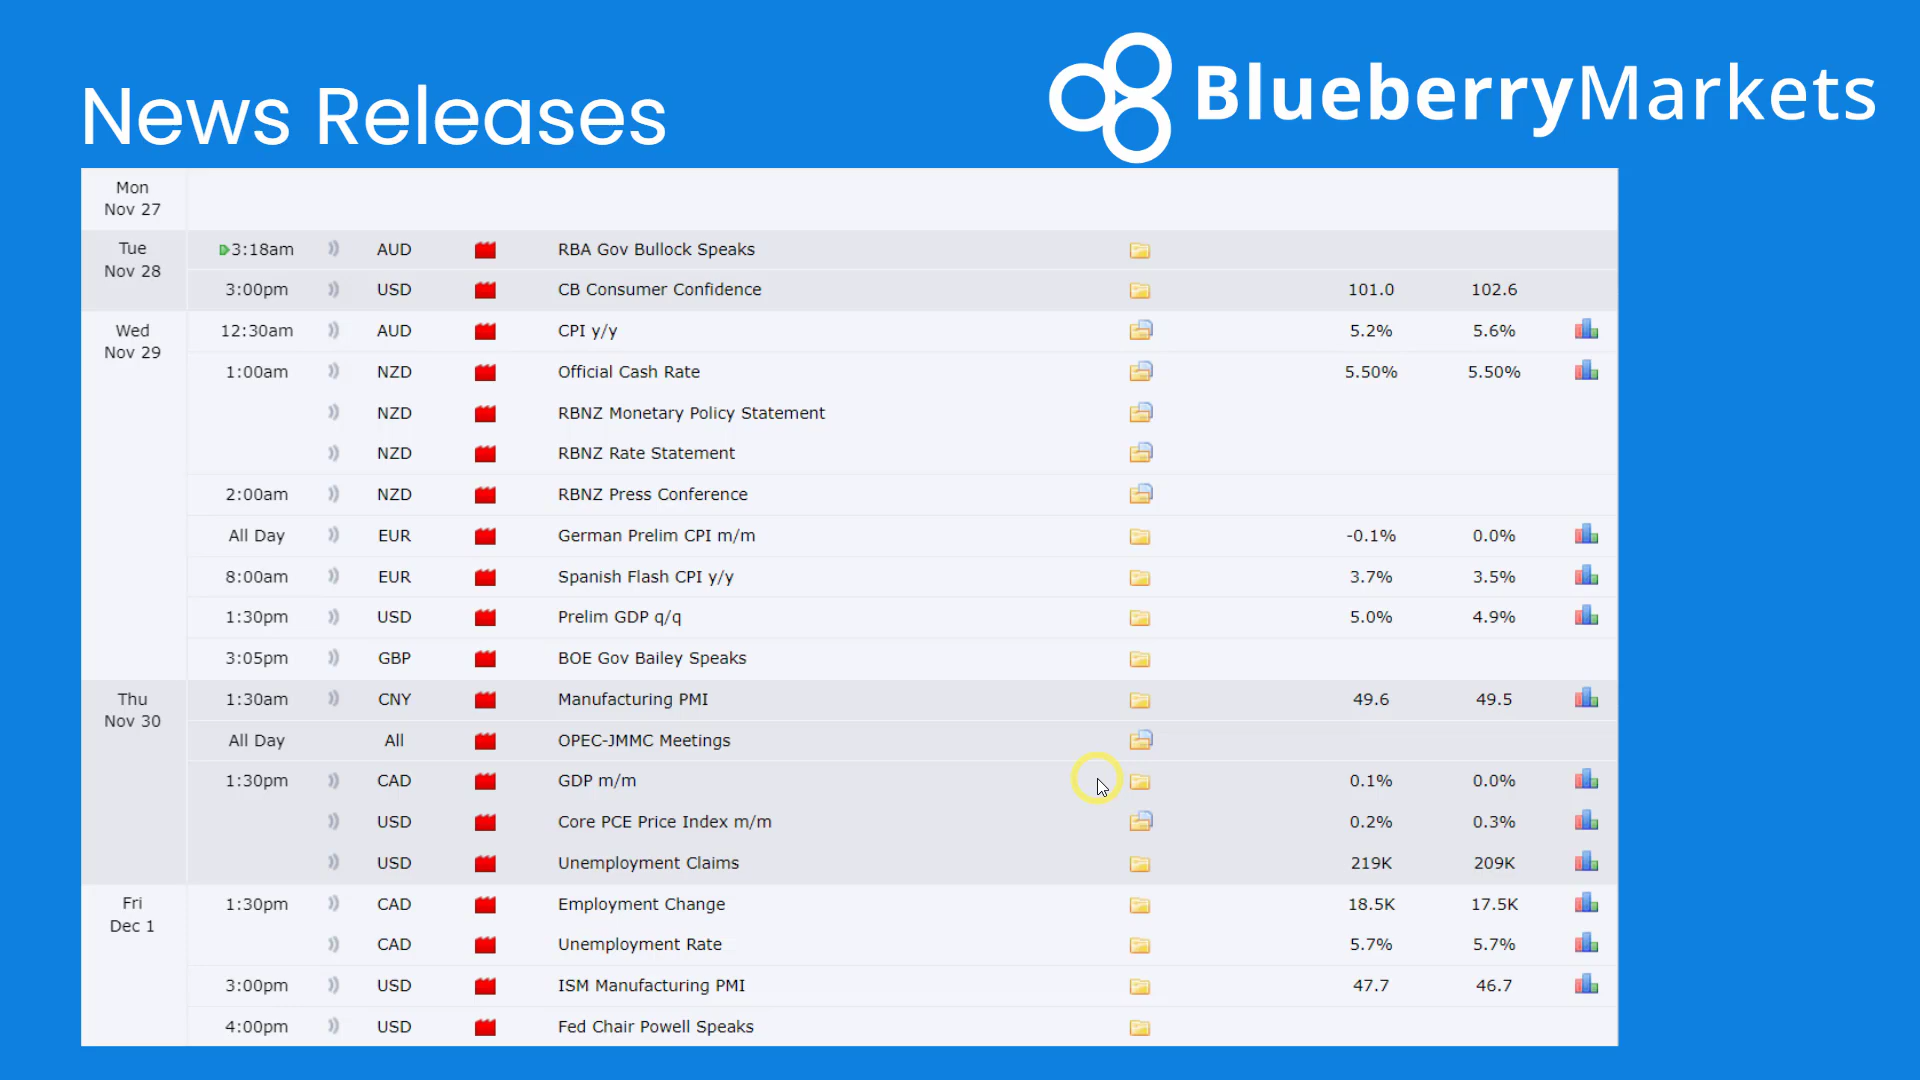 News Releases
BlueberryMarkets
Mon
Nov 27
Tue
Nov 28
3:18am AUD RBA Gov Bullock Speaks
3:00pm USD CB Consumer Confidence 101.0 102.6
Wed
Nov 29
12:30am AUD CPI y/y 5.2% 5.6%
1:00am NZD Official Cash Rate 5.50% 5.50%
NZD RBNZ Monetary Policy Statement
NZD RBNZ Rate Statement
2:00am NZD RBNZ Press Conference
All Day EUR German Prelim CPI m/m -0.1% 0.0%
8:00am EUR Spanish Flash CPI y/y 3.7% 3.5%
1:30pm USD Prelim GDP q/q 5.0% 4.9%
3:05pm GBP BOE Gov Bailey Speaks
Thu
Nov 30
1:30am CNY Manufacturing PMI 49.6 49.5
All Day All OPEC-JMMC Meetings
1:30pm CAD GDP m/m 0.1% 0.0%
USD Core PCE Price Index m/m 0.2% 0.3%
USD Unemployment Claims 219K 209K
Fri
Dec 1
1:30pm CAD Employment Change 18.5K 17.5K
CAD Unemployment Rate 5.7% 5.7%
3:00pm USD ISM Manufacturing PMI 47.7 46.7
4:00pm USD Fed Chair Powell Speaks